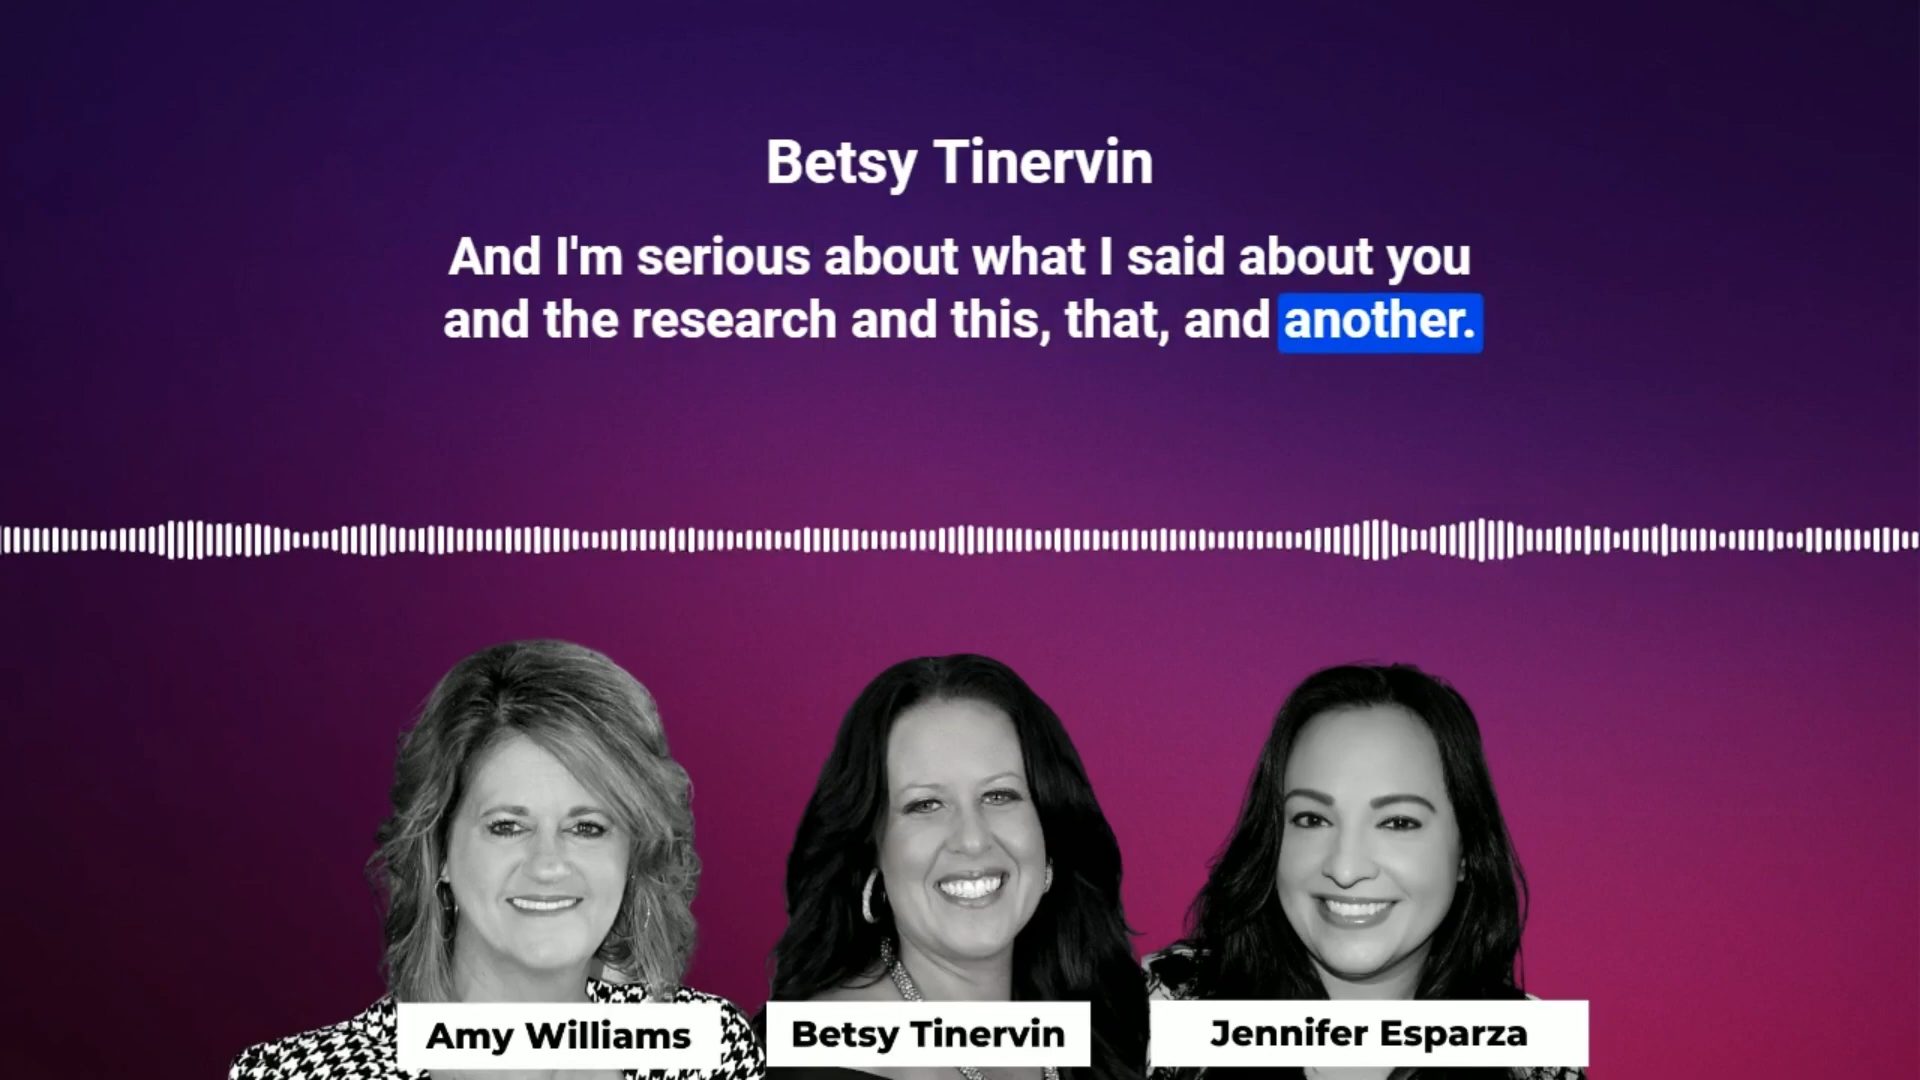 Betsy Tinervin
And I'm serious about what I said about you
and the research and this, that, and another.
Amy Williams
Betsy Tinervin
Jennifer Esparza